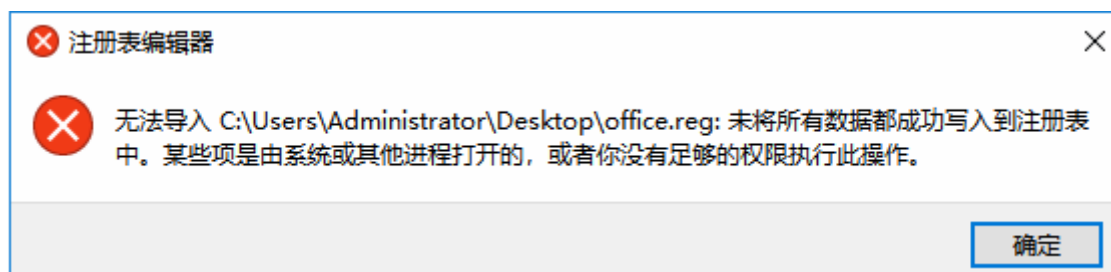 注册表编辑器
无法导入 C:\Users\Administrator\Desktop\office.reg: 未将所有数据都成功写入到注册表
中。某些项是由系统或其他进程打开的，或者你没有足够的权限执行此操作。
确定